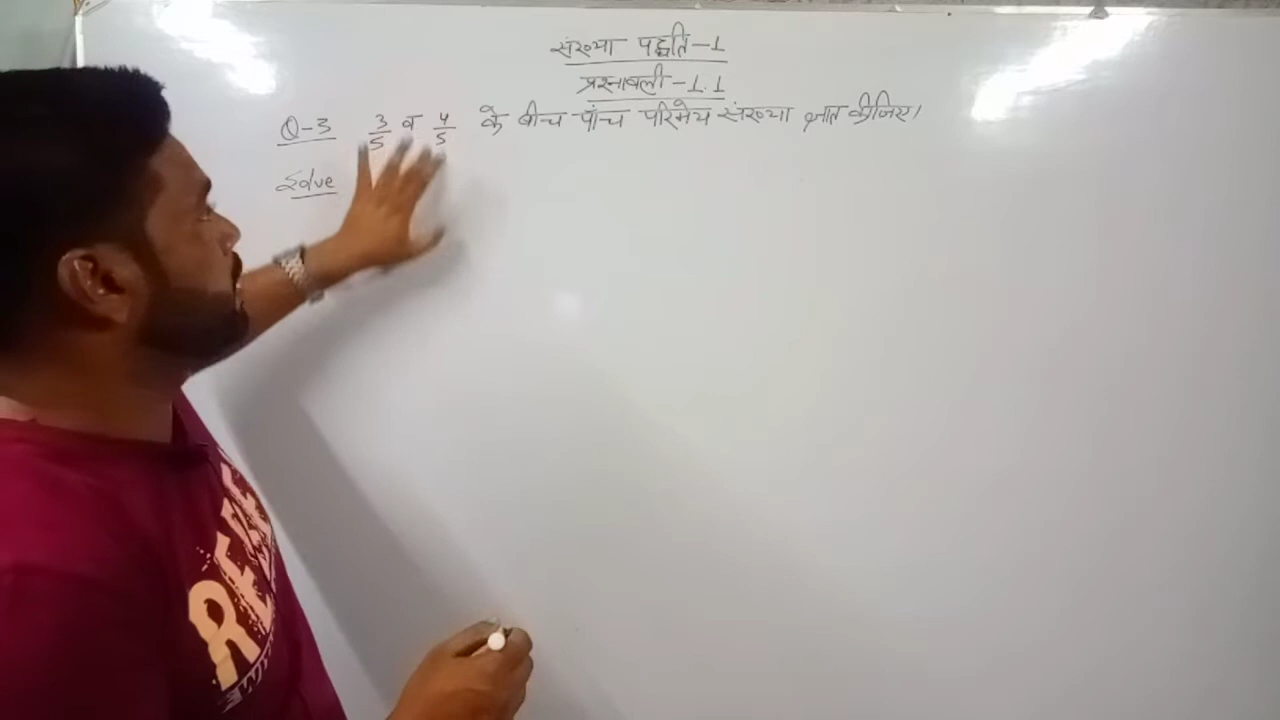 संख्या पद्धति-1
प्रश्नावली-1.1
Q-3 3/5 व 4/5 के बीच पांच परिमेय संख्या ज्ञात कीजिए।
Solve